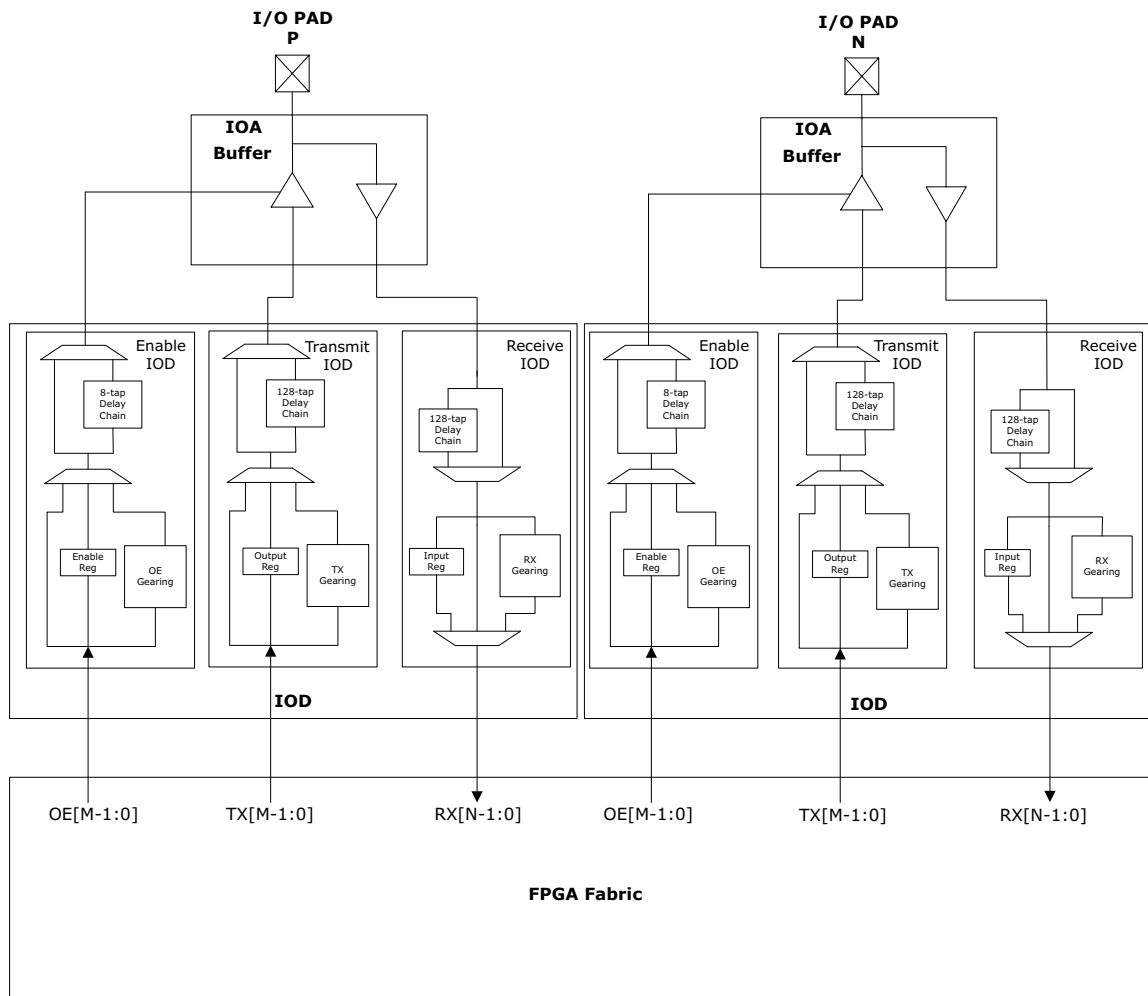 I/O PAD
P
I/O PAD
N
IOA
Buffer
IOA
Buffer
Enable
IOD
8-tap
Delay
Chain
Enable
Reg
OE
Gearing
Transmit
IOD
128-tap
Delay
Chain
Output
Reg
TX
Gearing
Receive
IOD
128-tap
Delay
Chain
Input
Reg
RX
Gearing
IOD
Enable
IOD
8-tap
Delay
Chain
Enable
Reg
OE
Gearing
Transmit
IOD
128-tap
Delay
Chain
Output
Reg
TX
Gearing
Receive
IOD
128-tap
Delay
Chain
Input
Reg
RX
Gearing
IOD
OE[M-1:0]
TX[M-1:0]
RX[N-1:0]
OE[M-1:0]
TX[M-1:0]
RX[N-1:0]
FPGA Fabric